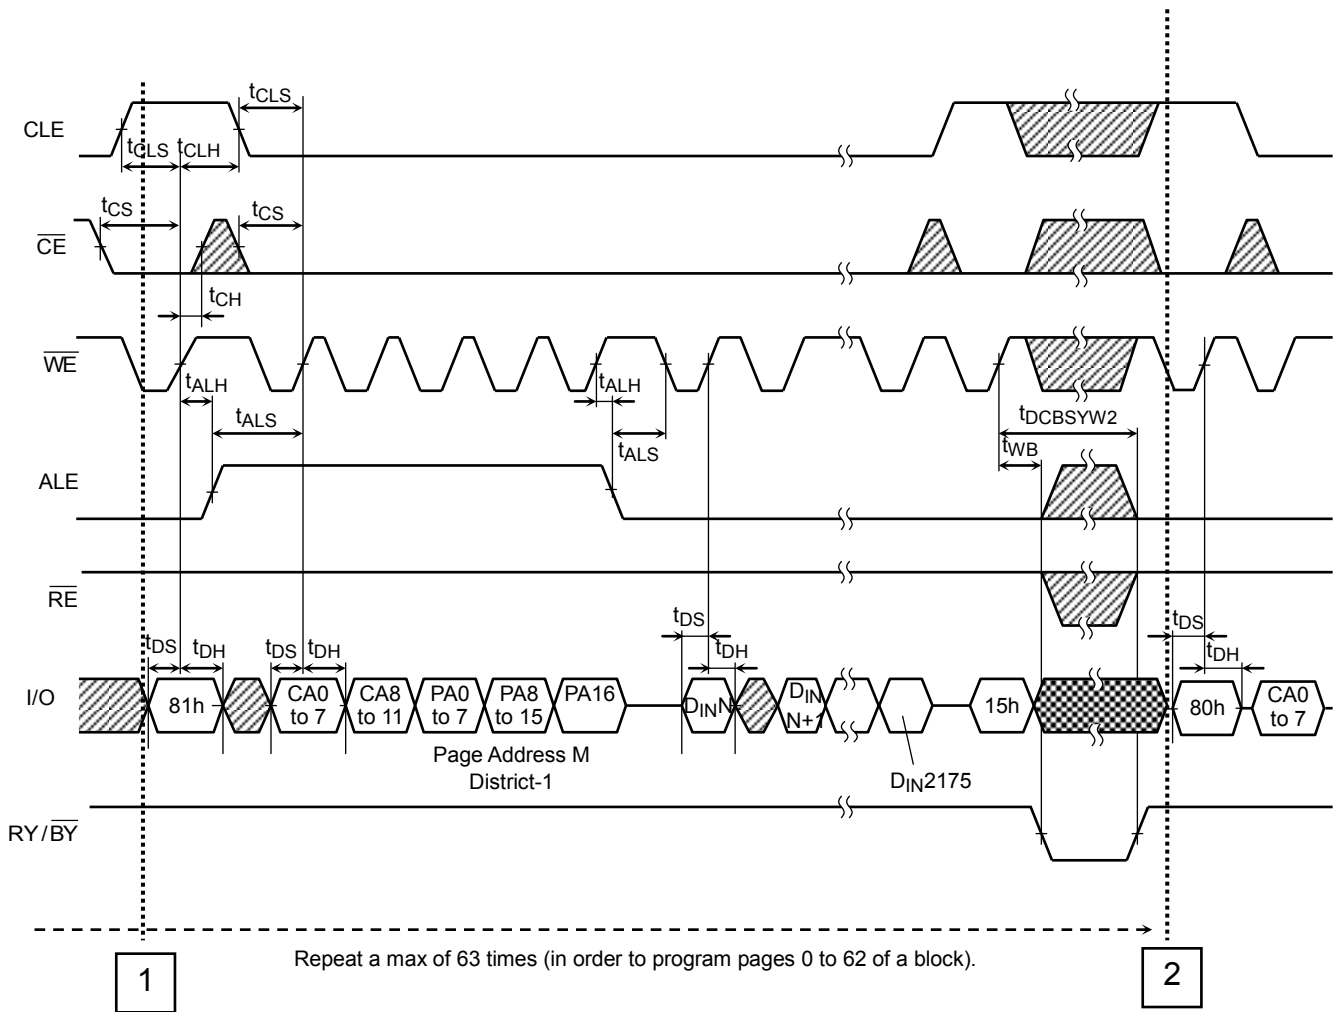 tCLS
CLE
tCLS tCLH
tCS
tCS
CE
tCH
WE
tALH
tALH
tALS
tDCBSYW2
tALS
tWB
ALE
RE
tDS
tDH
tDS
tDH
tDS
tDH
tDS
tDH
I/O
81h
CA0
to 7
CA8
to 11
PA0
to 7
PA8
to 15
PA16
DINN
DIN
N+1
15h
80h
CA0
to 7
Page Address M
District-1
DIN2175
RY/BY
Repeat a max of 63 times (in order to program pages 0 to 62 of a block).
1
2